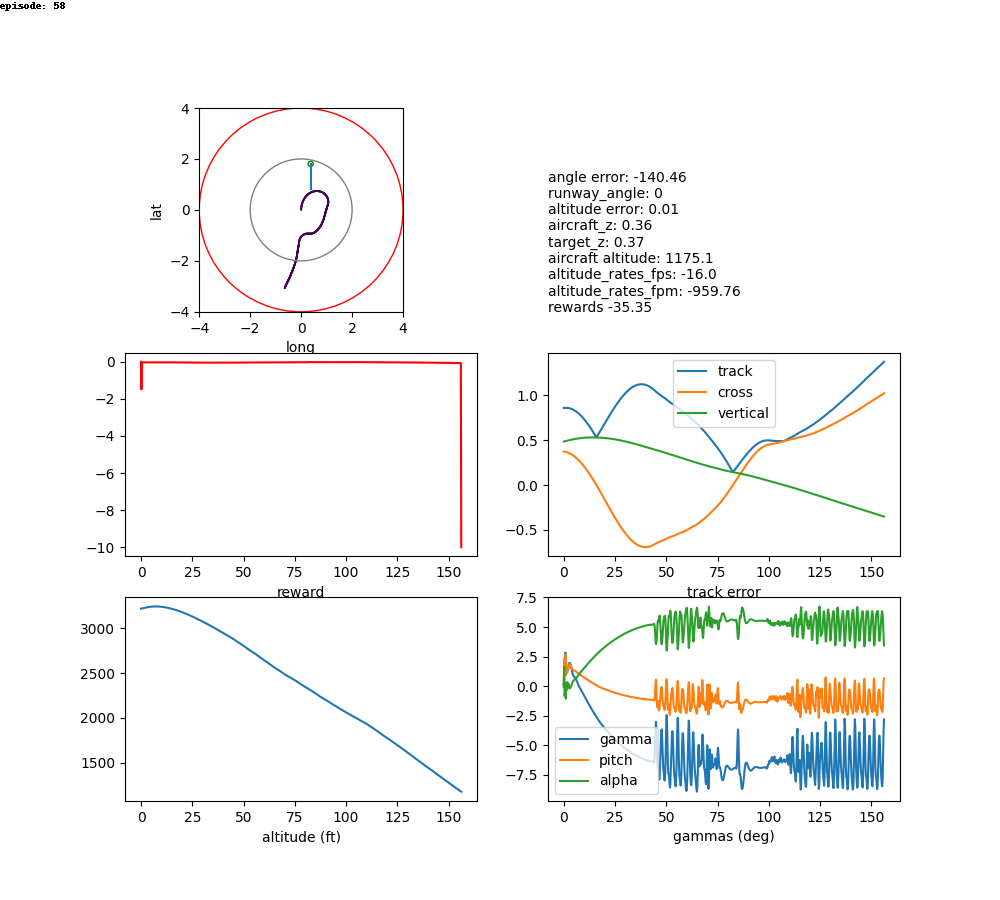 episode: 58
4
2
0
−2
−4
lat
−4 −2 0 2 4
long
angle error: -140.46
runway_angle: 0
altitude error: 0.01
aircraft_z: 0.36
target_z: 0.37
aircraft altitude: 1175.1
altitude_rates_fps: -16.0
altitude_rates_fpm: -959.76
rewards -35.35
0
−2
−4
−6
−8
−10
0 25 50 75 100 125 150
reward
1.0
0.5
0.0
−0.5
track
cross
vertical
0 25 50 75 100 125 150
track error
3000
2500
2000
1500
0 25 50 75 100 125 150
altitude (ft)
7.5
5.0
2.5
0.0
−2.5
−5.0
−7.5
gamma
pitch
alpha
0 25 50 75 100 125 150
gammas (deg)